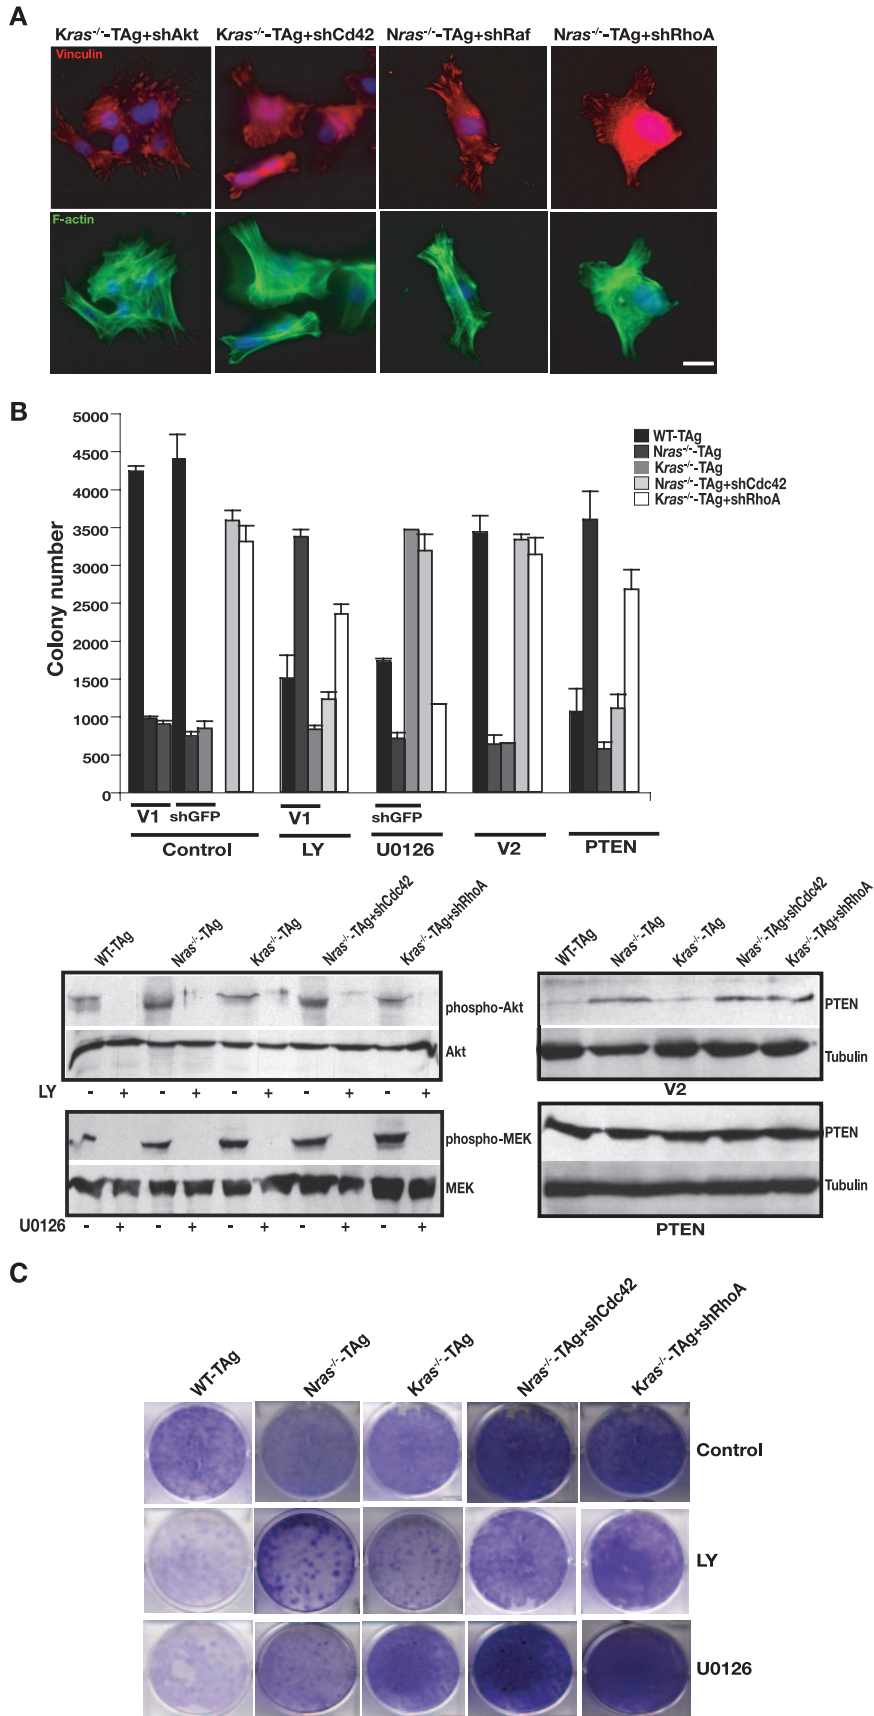 A
Kras-/--TAg+shAkt Kras-/--TAg+shCd42 Nras-/--TAg+shRaf Nras-/--TAg+shRhoA
Vinculin
F-actin
B
Colony number
5000
4500
4000
3500
3000
2500
2000
1500
1000
500
0
WT-TAg
Nras-/--TAg
Kras-/--TAg
Nras-/--TAg+shCdc42
Kras-/--TAg+shRhoA
V1 shGFP V1 shGFP
Control LY U0126 V2 PTEN
WT-TAg Nras-/--TAg Kras-/--TAg Nras-/--TAg+shCdc42 Kras-/--TAg+shRhoA
phospho-Akt
Akt
LY - + - + - + - + - +
phospho-MEK
MEK
U0126 - + - + - + - + - +
WT-TAg Nras-/--TAg Kras-/--TAg Nras-/--TAg+shCdc42 Kras-/--TAg+shRhoA
PTEN
Tubulin
V2
PTEN
Tubulin
PTEN
C
WT-TAg Nras-/--TAg Kras-/--TAg Nras-/--TAg+shCdc42 Kras-/--TAg+shRhoA
Control
LY
U0126